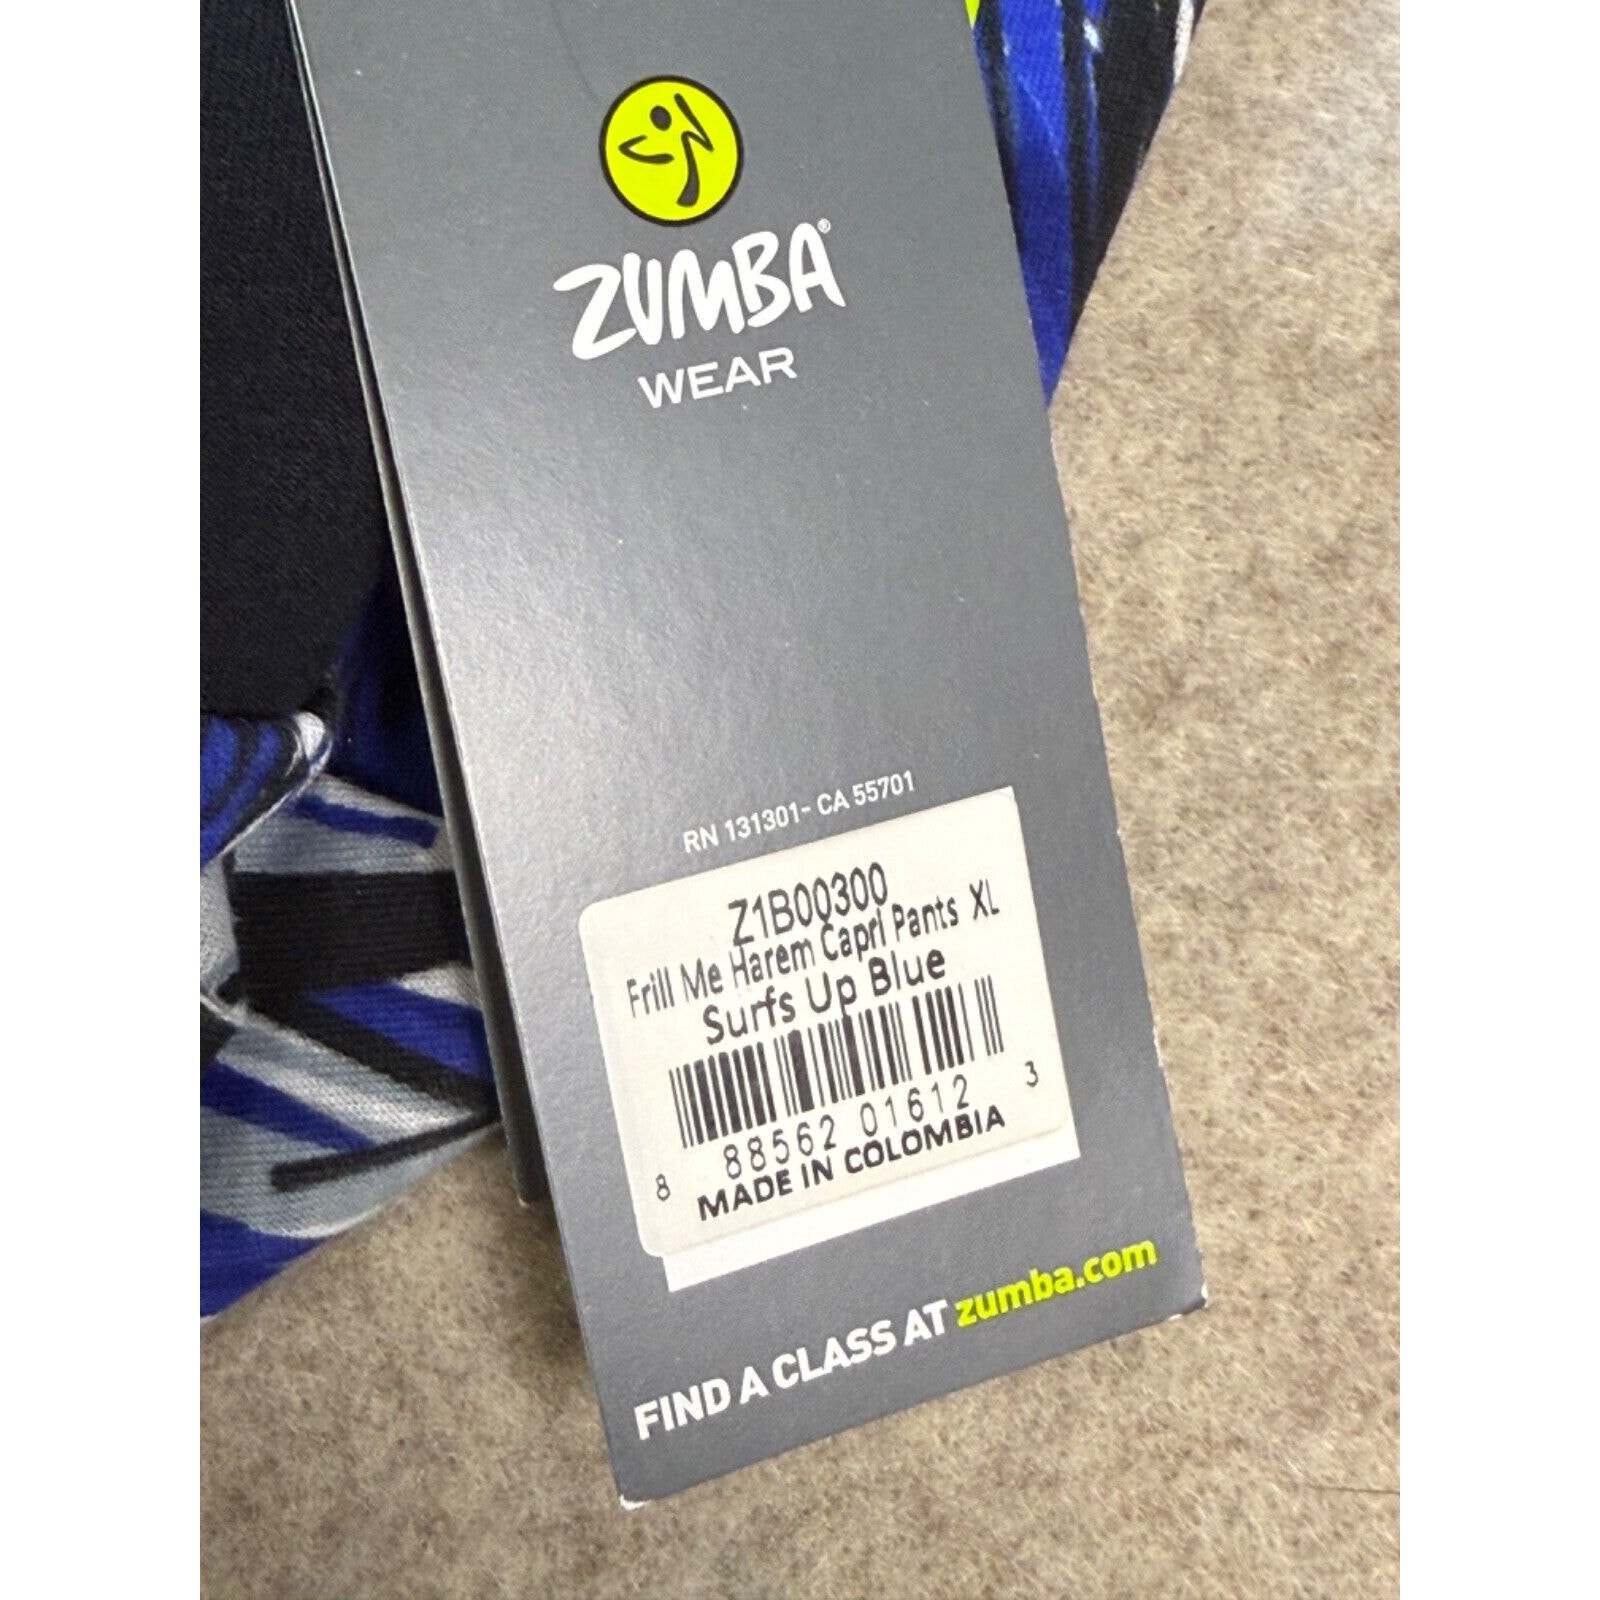 ZUMBA®
WEAR
RN 131301- CA 55701
Z1B00300
Frill Me Harem Capri Pants XL
Surfs Up Blue
8 88562 01612 3
MADE IN COLOMBIA
FIND A CLASS AT zumba.com